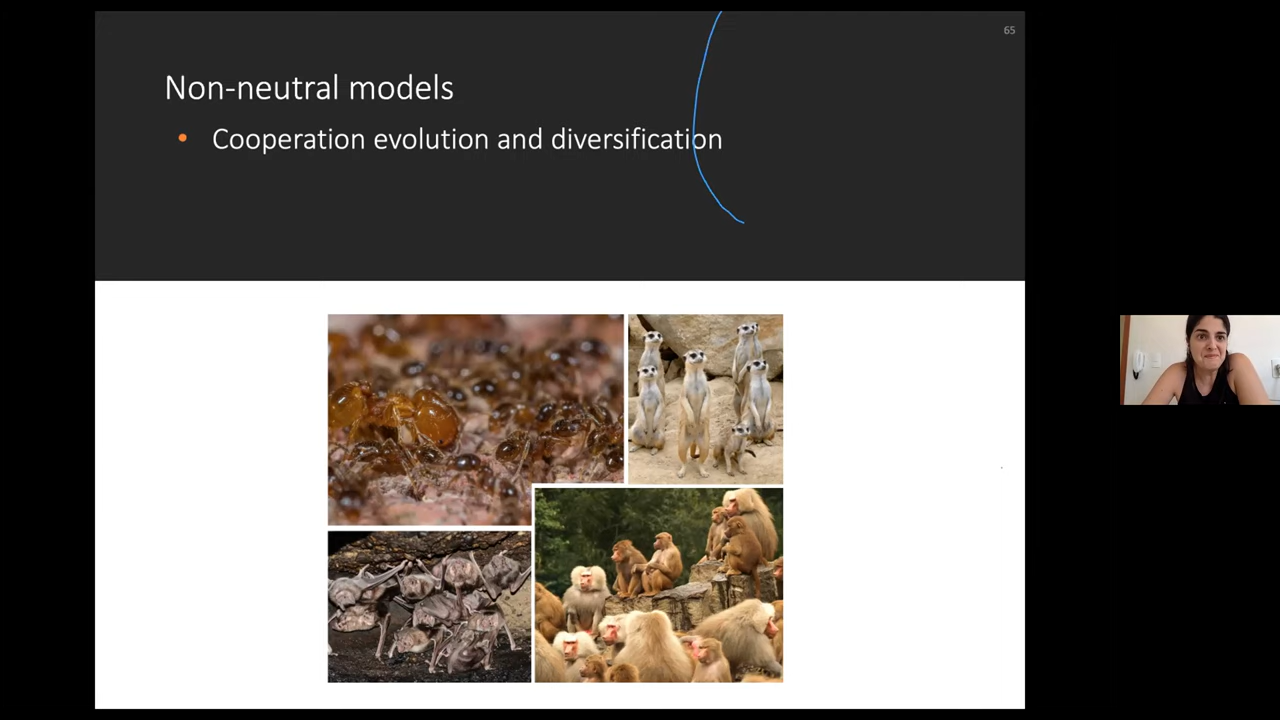 65
Non-neutral models
• Cooperation evolution and diversification